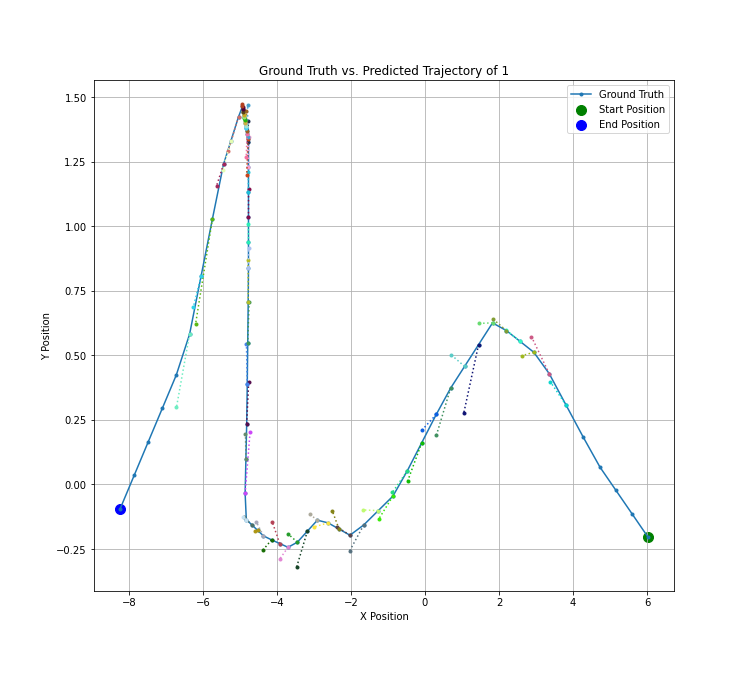 Ground Truth vs. Predicted Trajectory of 1
Ground Truth
Start Position
End Position
1.50
1.25
1.00
0.75
0.50
0.25
0.00
−0.25
Y Position
−8 −6 −4 −2 0 2 4 6
X Position